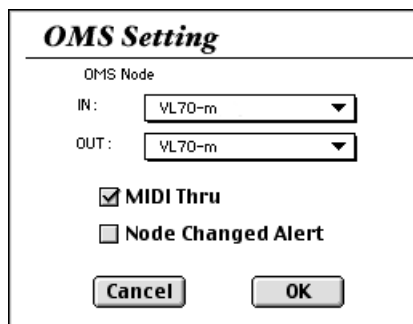 OMS Setting
OMS Node
IN: VL70-m
OUT: VL70-m
MIDI Thru
Node Changed Alert
Cancel OK